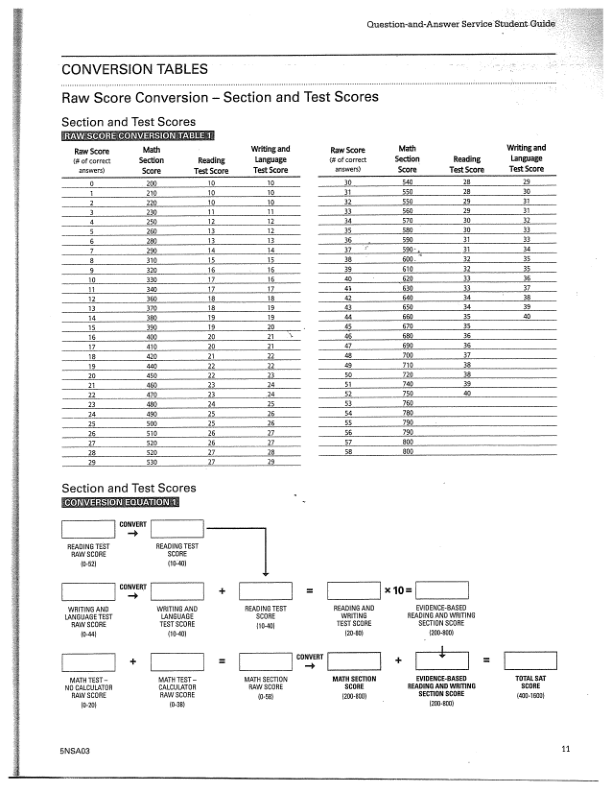 Question-and-Answer Service Student Guide
CONVERSION TABLES
Raw Score Conversion – Section and Test Scores
Section and Test Scores
RAW SCORE CONVERSION TABLE 1
Raw Score (# of correct answers) Math Section Score Reading Test Score Writing and Language Test Score
0 200 10 10
1 210 10 10
2 220 10 10
3 230 11 11
4 250 12 12
5 260 13 12
6 280 13 13
7 290 14 14
8 310 15 15
9 320 16 16
10 330 17 16
11 340 17 17
12 360 18 18
13 370 18 19
14 380 19 19
15 390 19 20
16 400 20 21
17 410 20 21
18 420 21 22
19 440 22 22
20 450 22 23
21 460 23 24
22 470 23 24
23 480 24 25
24 490 25 26
25 500 25 26
26 510 26 27
27 520 26 27
28 520 27 28
29 530 27 29
Raw Score (# of correct answers) Math Section Score Reading Test Score Writing and Language Test Score
30 540 28 29
31 550 28 30
32 550 29 31
33 560 29 31
34 570 30 32
35 580 30 33
36 590 31 33
37 590 31 34
38 600 32 35
39 610 32 35
40 620 33 36
41 630 33 37
42 640 34 38
43 650 34 39
44 660 35 40
45 670 35
46 680 36
47 690 36
48 700 37
49 710 38
50 720 38
51 740 39
52 750 40
53 760
54 780
55 790
56 790
57 800
58 800
Section and Test Scores
CONVERSION EQUATION 1
CONVERT
READING TEST RAW SCORE (0-52)
READING TEST SCORE (10-40)
CONVERT + = × 10 =
WRITING AND LANGUAGE TEST RAW SCORE (0-44)
WRITING AND LANGUAGE TEST SCORE (10-40)
READING TEST SCORE (10-40)
READING AND WRITING TEST SCORE (20-80)
EVIDENCE-BASED READING AND WRITING SECTION SCORE (200-800)
+ = CONVERT + =
MATH TEST – NO CALCULATOR RAW SCORE (0-20)
MATH TEST – CALCULATOR RAW SCORE (0-38)
MATH SECTION RAW SCORE (0-58)
MATH SECTION SCORE (200-800)
EVIDENCE-BASED READING AND WRITING SECTION SCORE (200-800)
TOTAL SAT SCORE (400-1600)
5NSA03
11